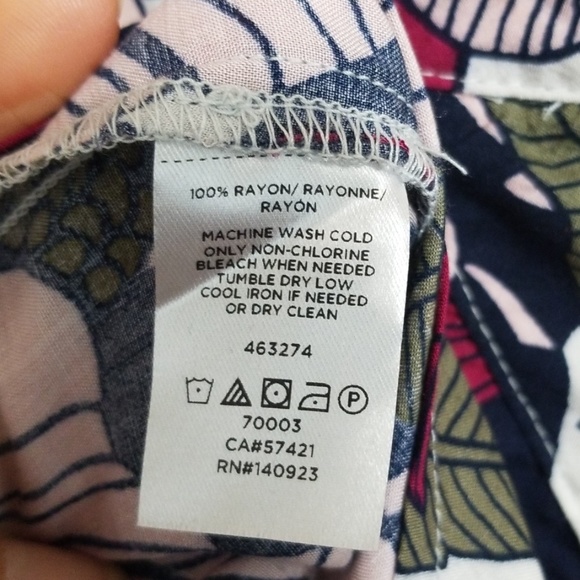 100% RAYON/ RAYONNE/
RAYÓN
MACHINE WASH COLD
ONLY NON-CHLORINE
BLEACH WHEN NEEDED
TUMBLE DRY LOW
COOL IRON IF NEEDED
OR DRY CLEAN
463274
P
70003
CA#57421
RN#140923